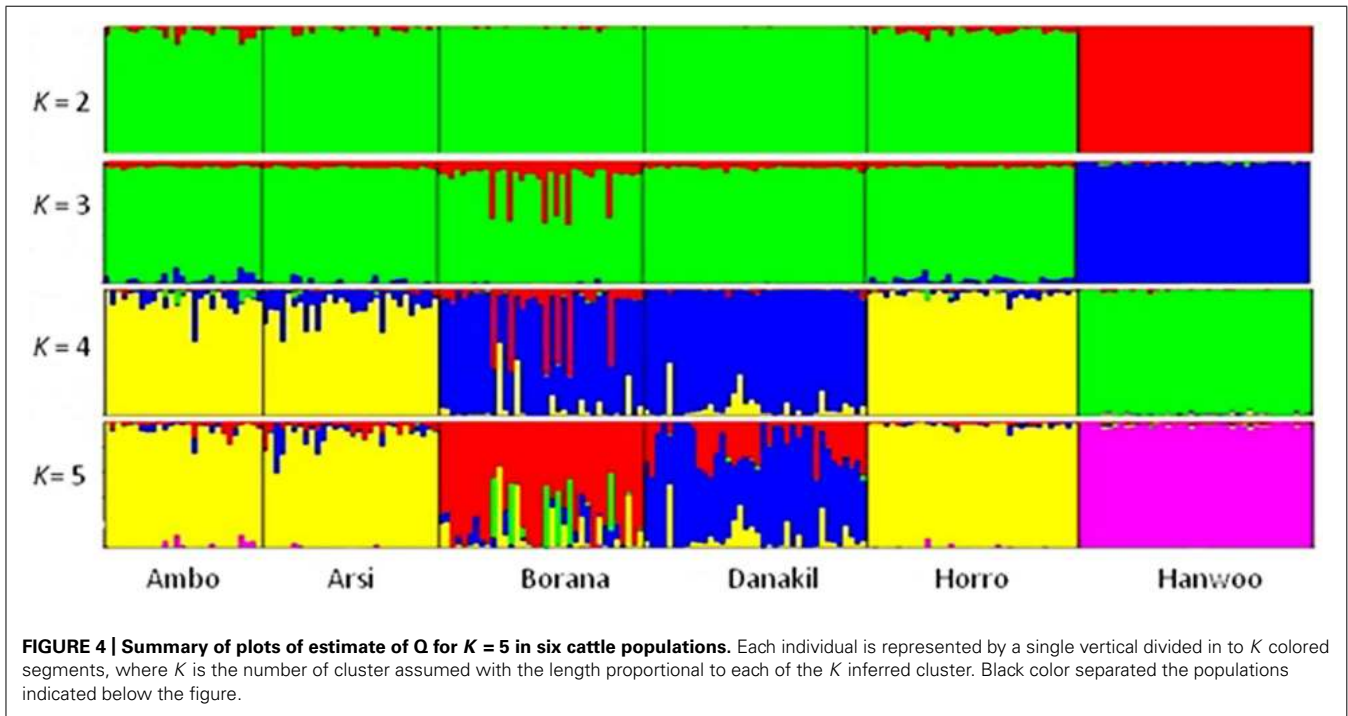 K = 2
K = 3
K = 4
K = 5
Ambo Arsi Borana Danakil Horro Hanwoo
FIGURE 4 | Summary of plots of estimate of Q for K = 5 in six cattle populations. Each individual is represented by a single vertical divided in to K colored
segments, where K is the number of cluster assumed with the length proportional to each of the K inferred cluster. Black color separated the populations
indicated below the figure.